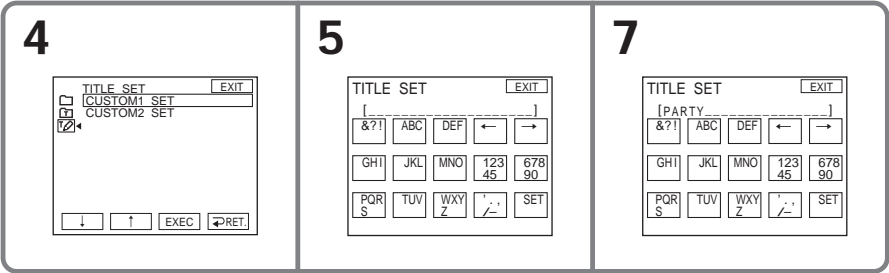 4
TITLE SET EXIT
CUSTOM1 SET
CUSTOM2 SET
↓ ↑ EXEC RET.
5
TITLE SET EXIT
[____________________]
&?! ABC DEF ← →
GHI JKL MNO 123 45 678 90
PQR S TUV WXY Z ' . , / – SET
7
TITLE SET EXIT
[PARTY_______________]
&?! ABC DEF ← →
GHI JKL MNO 123 45 678 90
PQR S TUV WXY Z ' . , / – SET